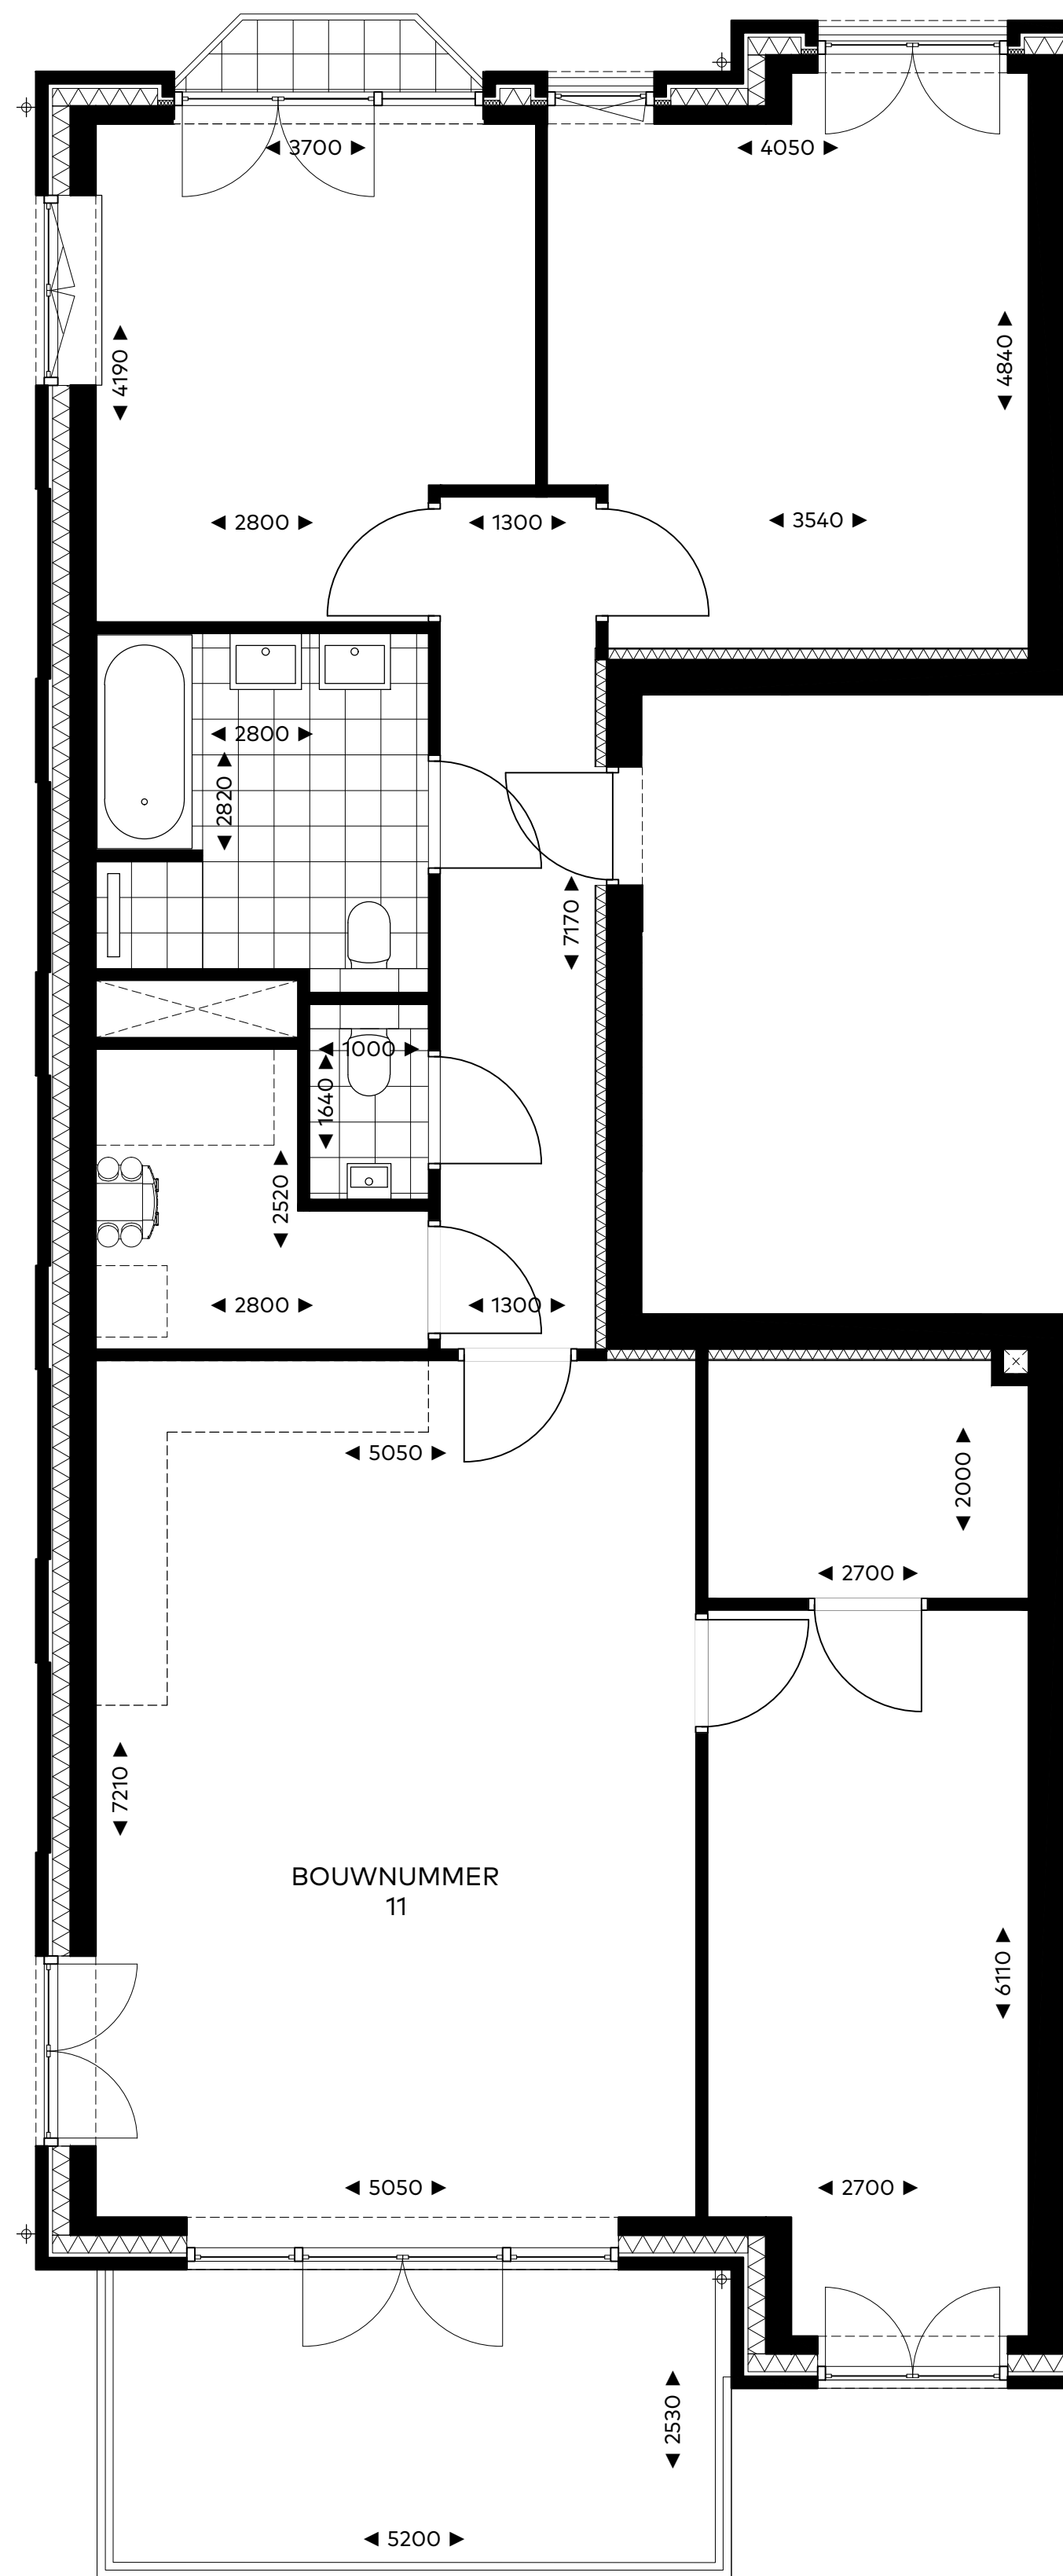 ◄ 3700 ►
◄ 4050 ►
◄ 4190 ►
◄ 4840 ►
◄ 2800 ►
◄ 1300 ►
◄ 3540 ►
◄ 2800 ►
◄ 2820 ►
◄ 7170 ►
◄ 1000 ►
◄ 1640 ►
◄ 2520 ►
◄ 2800 ►
◄ 1300 ►
◄ 5050 ►
◄ 2000 ►
◄ 2700 ►
◄ 7210 ►
BOUWNUMMER
11
◄ 6110 ►
◄ 5050 ►
◄ 2700 ►
◄ 2530 ►
◄ 5200 ►